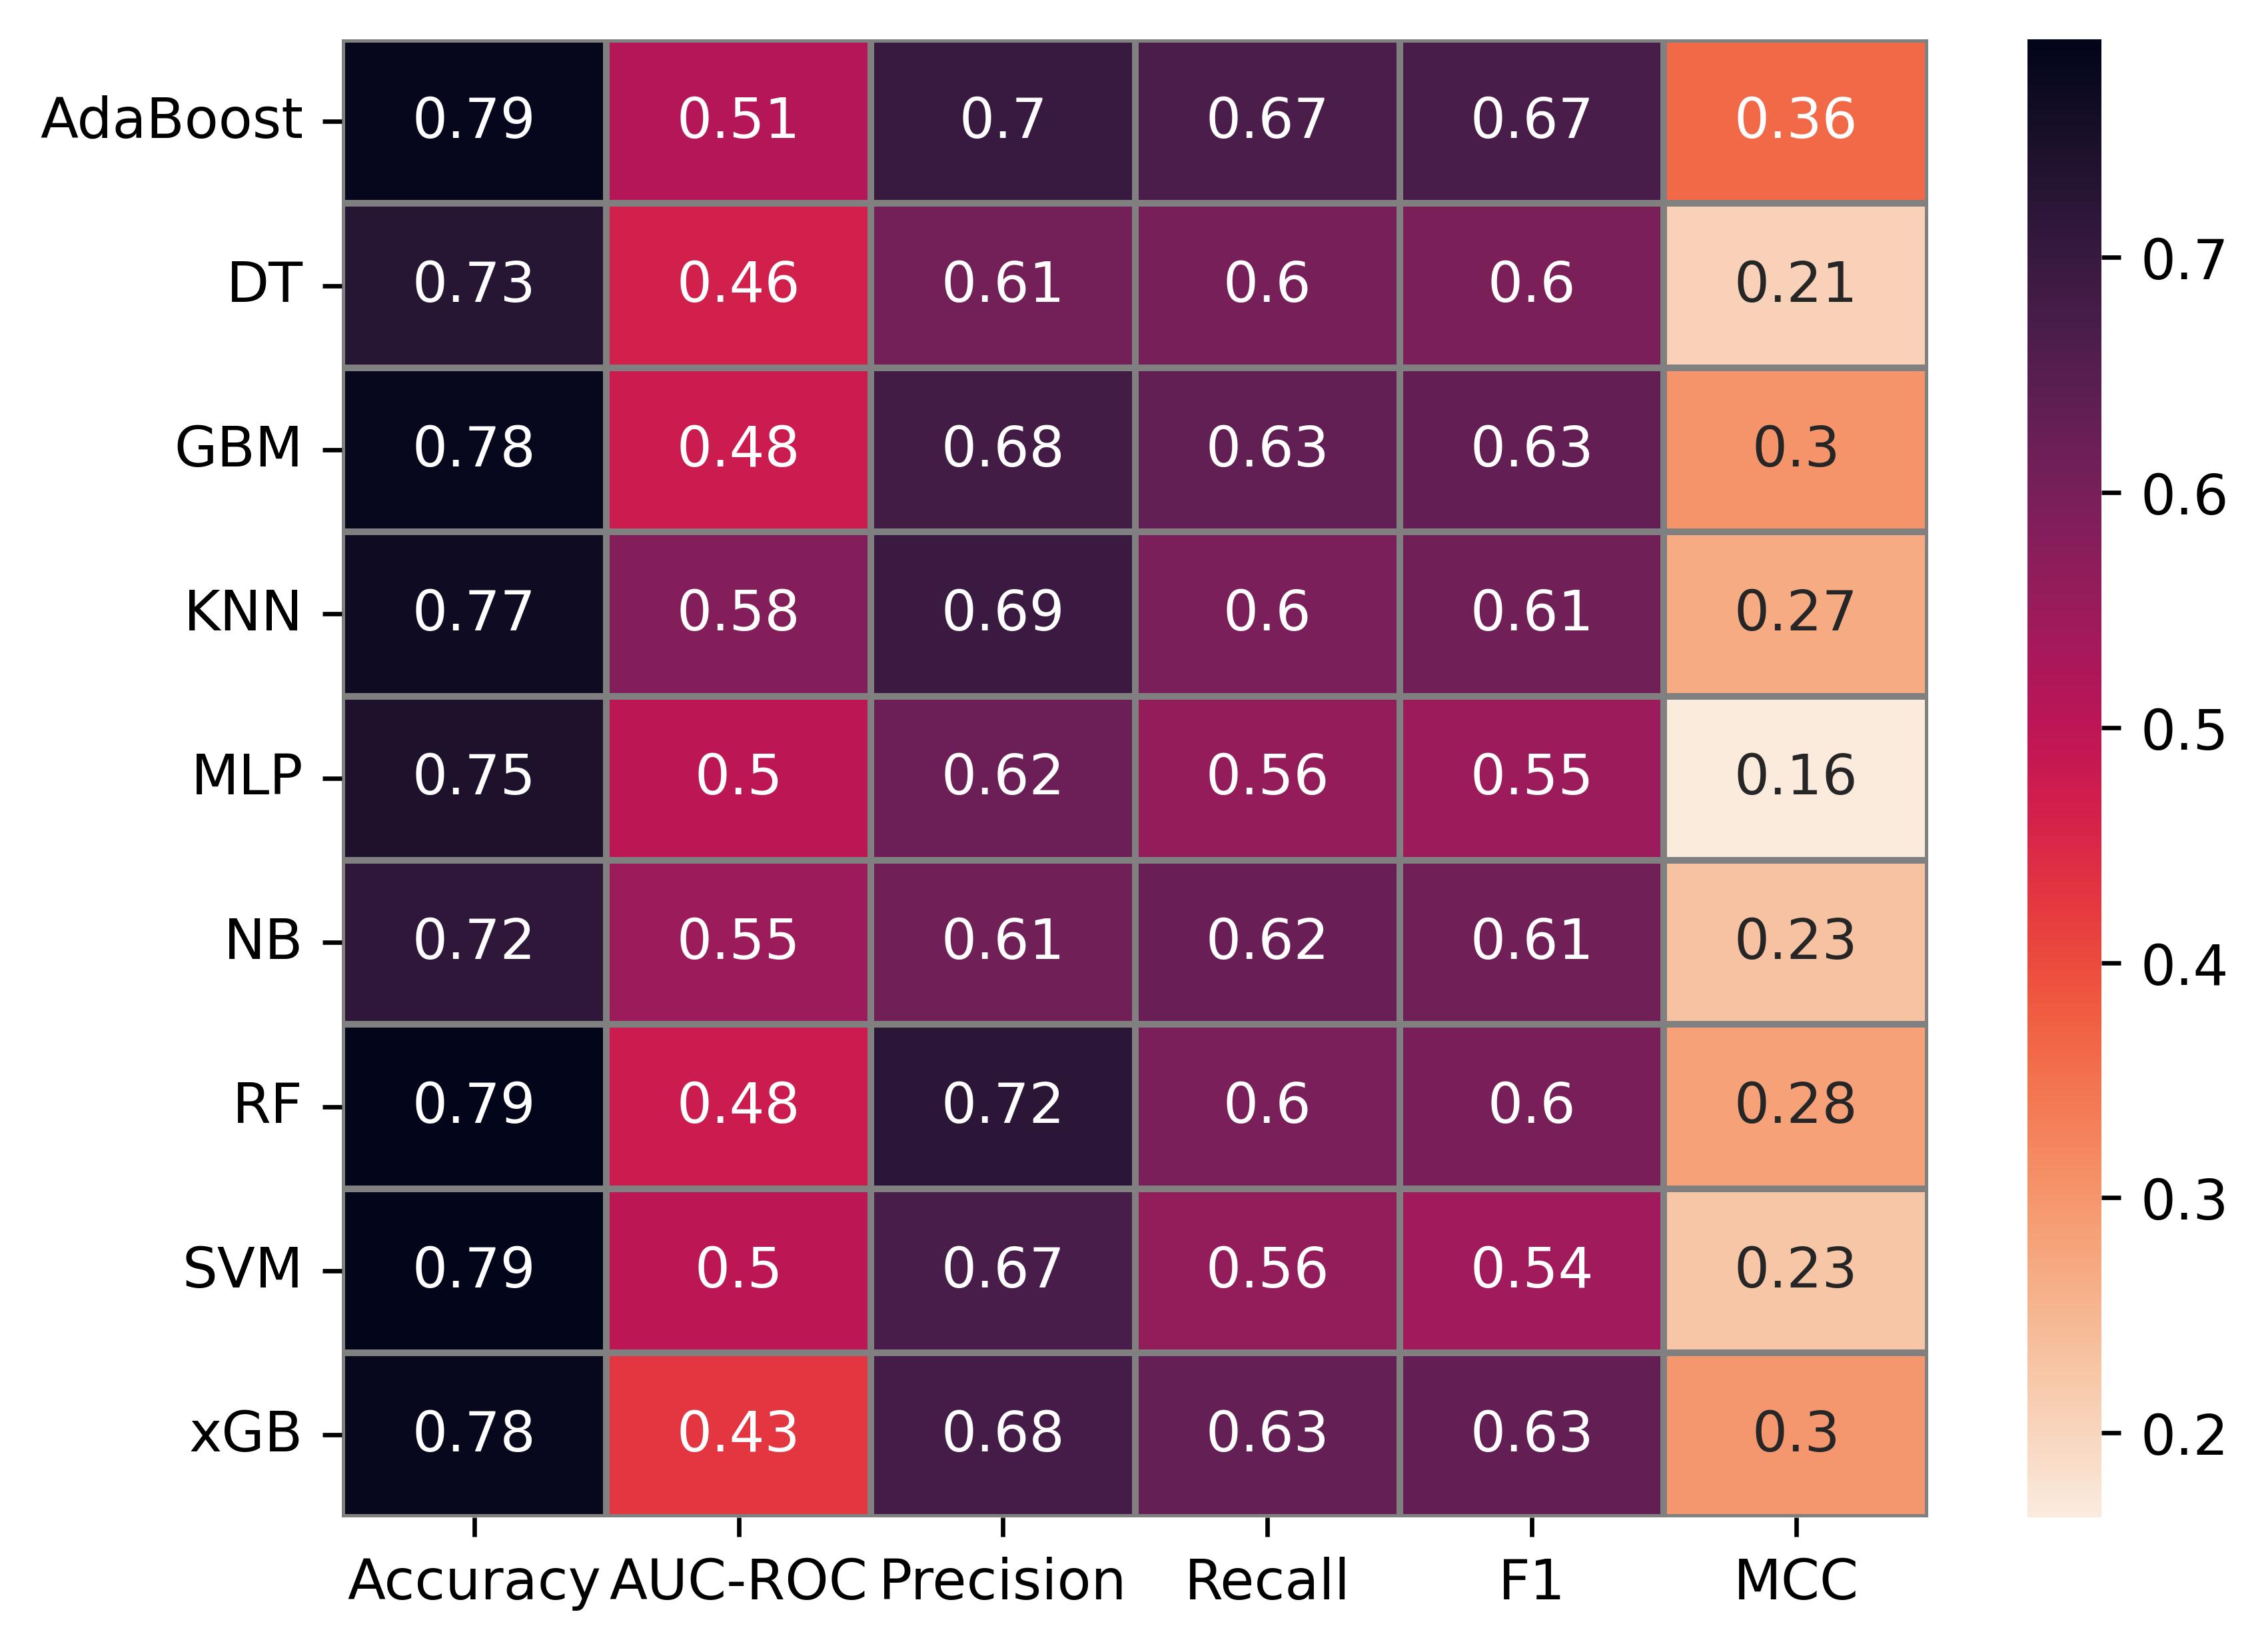 AdaBoost 0.79 0.51 0.7 0.67 0.67 0.36
DT 0.73 0.46 0.61 0.6 0.6 0.21
GBM 0.78 0.48 0.68 0.63 0.63 0.3
KNN 0.77 0.58 0.69 0.6 0.61 0.27
MLP 0.75 0.5 0.62 0.56 0.55 0.16
NB 0.72 0.55 0.61 0.62 0.61 0.23
RF 0.79 0.48 0.72 0.6 0.6 0.28
SVM 0.79 0.5 0.67 0.56 0.54 0.23
xGB 0.78 0.43 0.68 0.63 0.63 0.3
Accuracy AUC-ROC Precision Recall F1 MCC
0.7
0.6
0.5
0.4
0.3
0.2